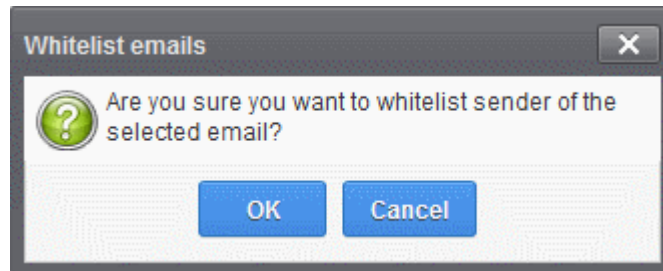 Whitelist emails
Are you sure you want to whitelist sender of the
selected email?
OK Cancel